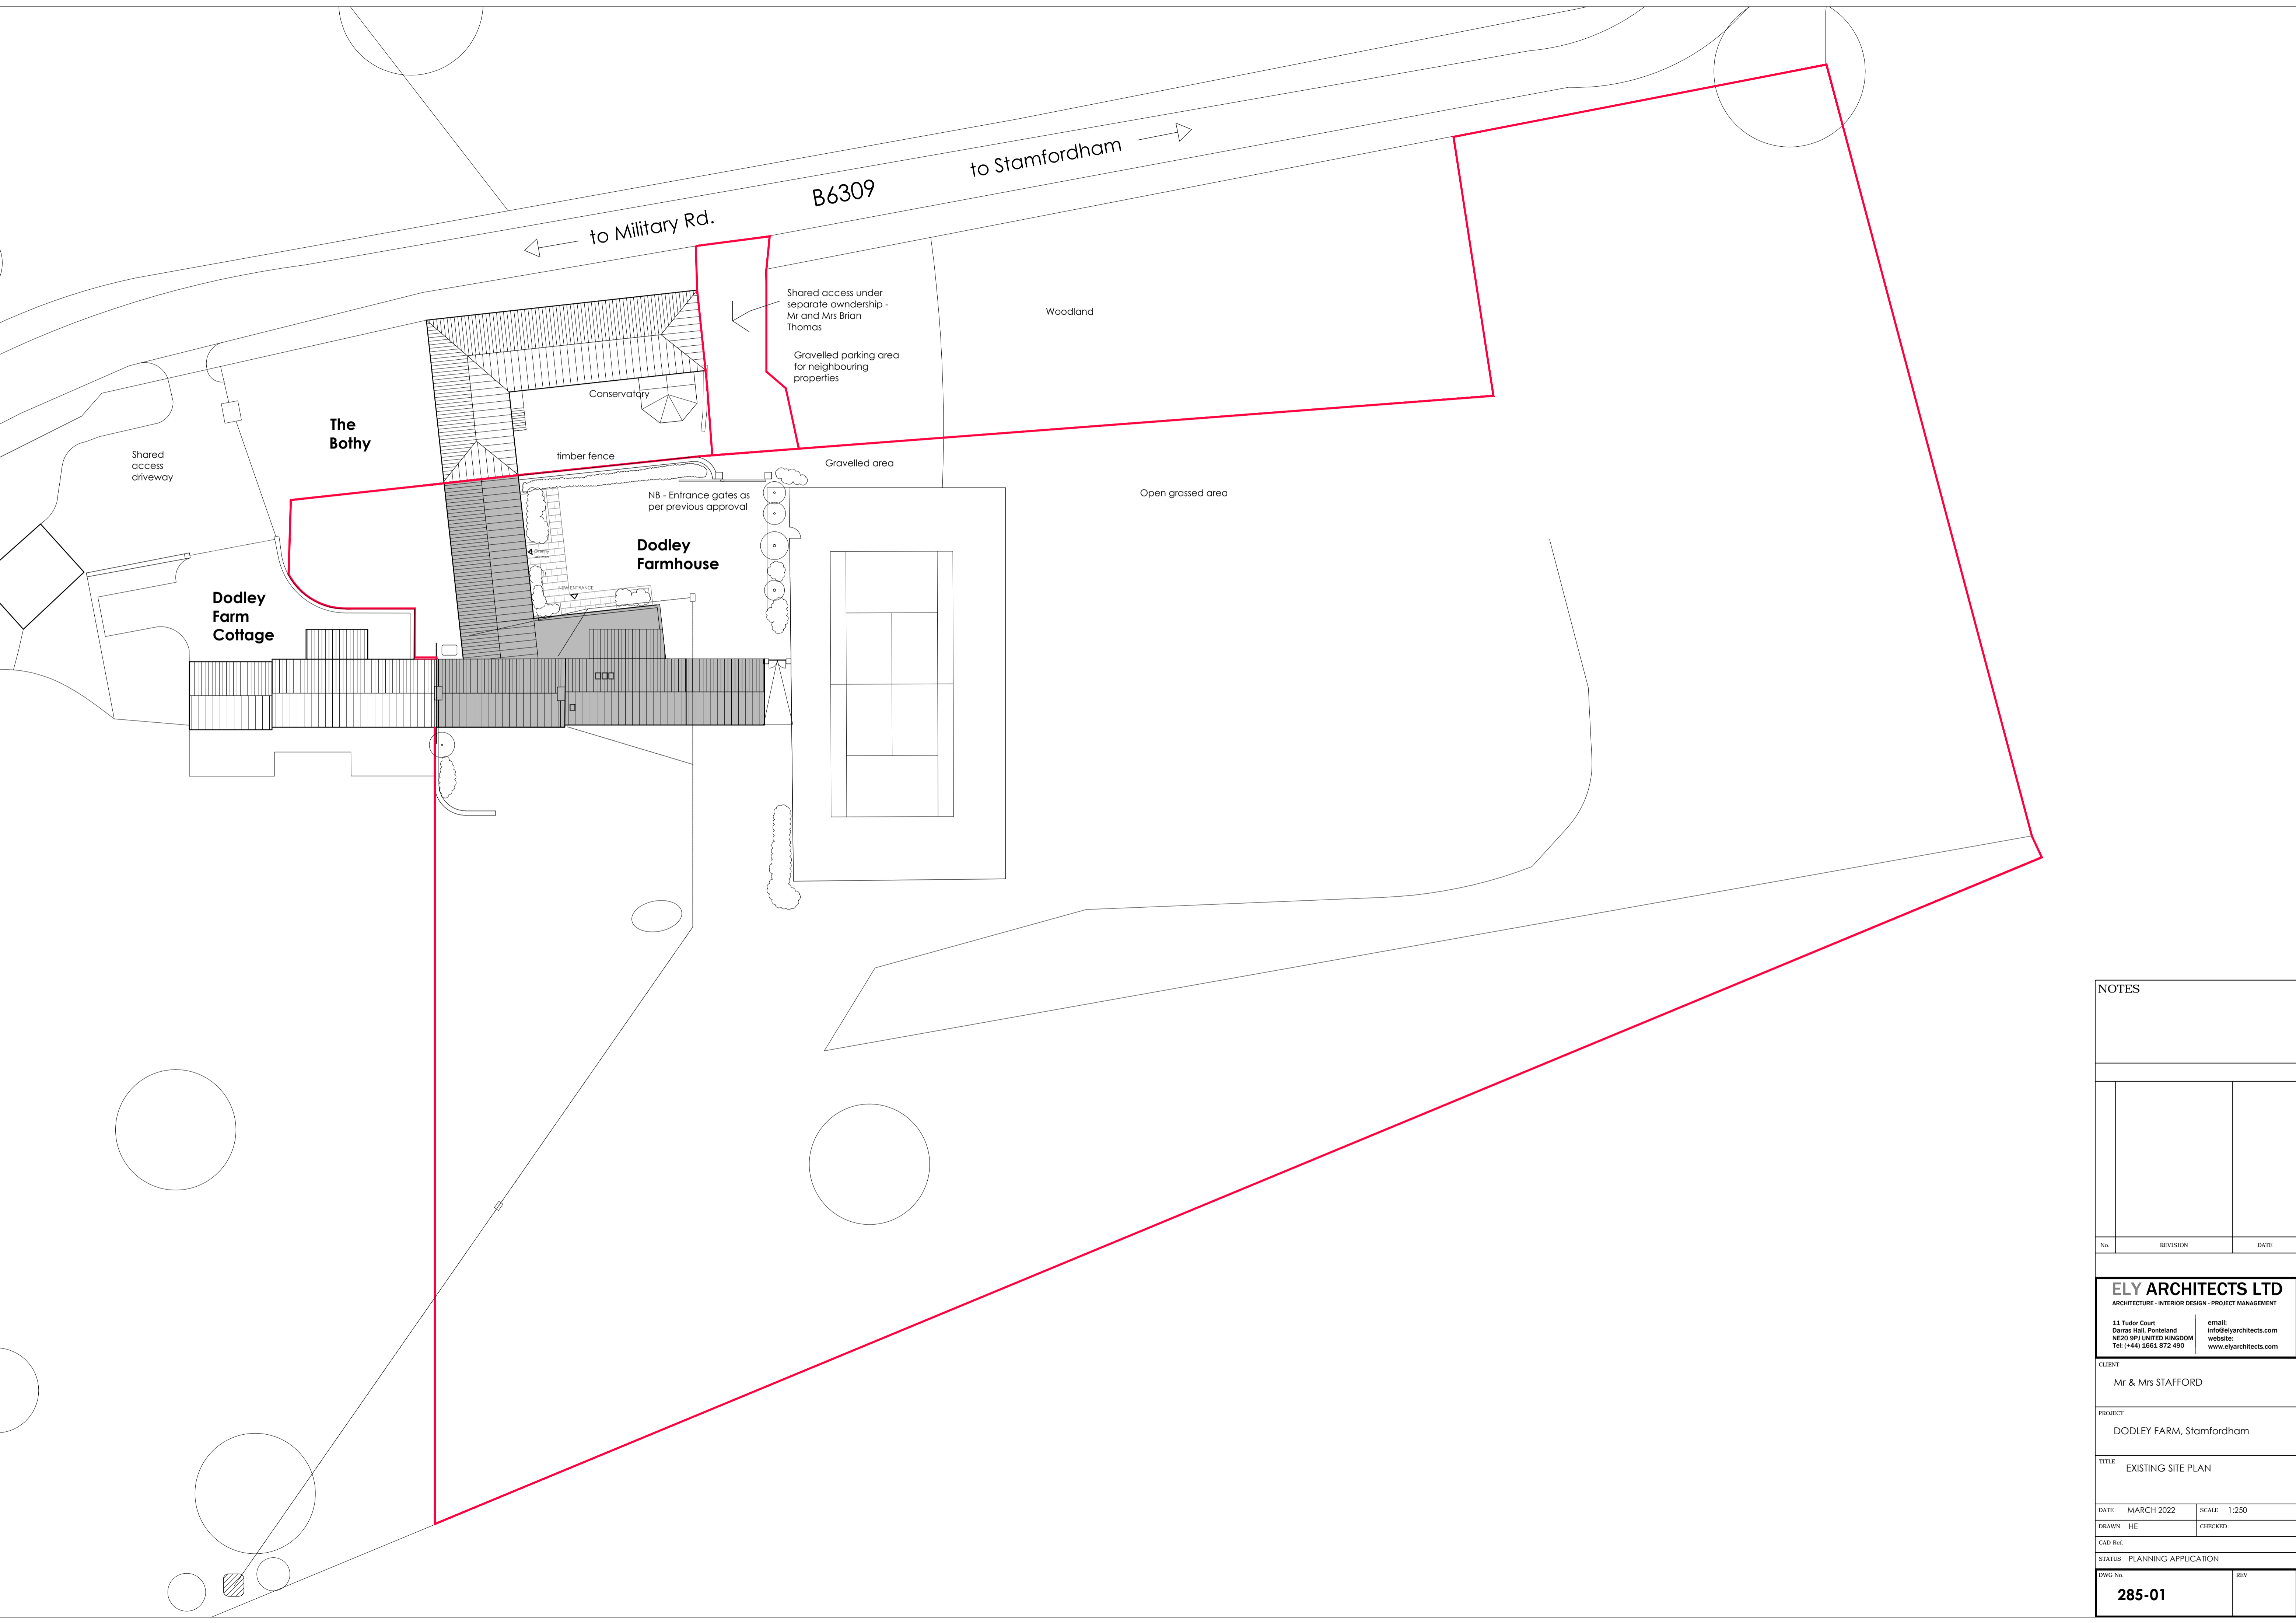 to Stamfordham
B6309
to Military Rd.
Shared access under
separate owndership -
Mr and Mrs Brian
Thomas
Woodland
Gravelled parking area
for neighbouring
properties
Conservatory
The
Bothy
Shared
access
driveway
timber fence
Gravelled area
NB - Entrance gates as
per previous approval
Open grassed area
Dodley
Farmhouse
NEW ENTRANCE
Dodley
Farm
Cottage
NOTES
No.
REVISION
DATE
ELY ARCHITECTS LTD
ARCHITECTURE - INTERIOR DESIGN - PROJECT MANAGEMENT
11 Tudor Court
Darras Hall, Ponteland
NE20 9PJ UNITED KINGDOM
Tel: (+44) 1661 872 490
email:
info@elyarchitects.com
website:
www.elyarchitects.com
CLIENT
Mr & Mrs STAFFORD
PROJECT
DODLEY FARM, Stamfordham
TITLE
EXISTING SITE PLAN
DATE MARCH 2022
SCALE 1:250
DRAWN HE
CHECKED
CAD Ref.
STATUS PLANNING APPLICATION
DWG No.
REV
285-01